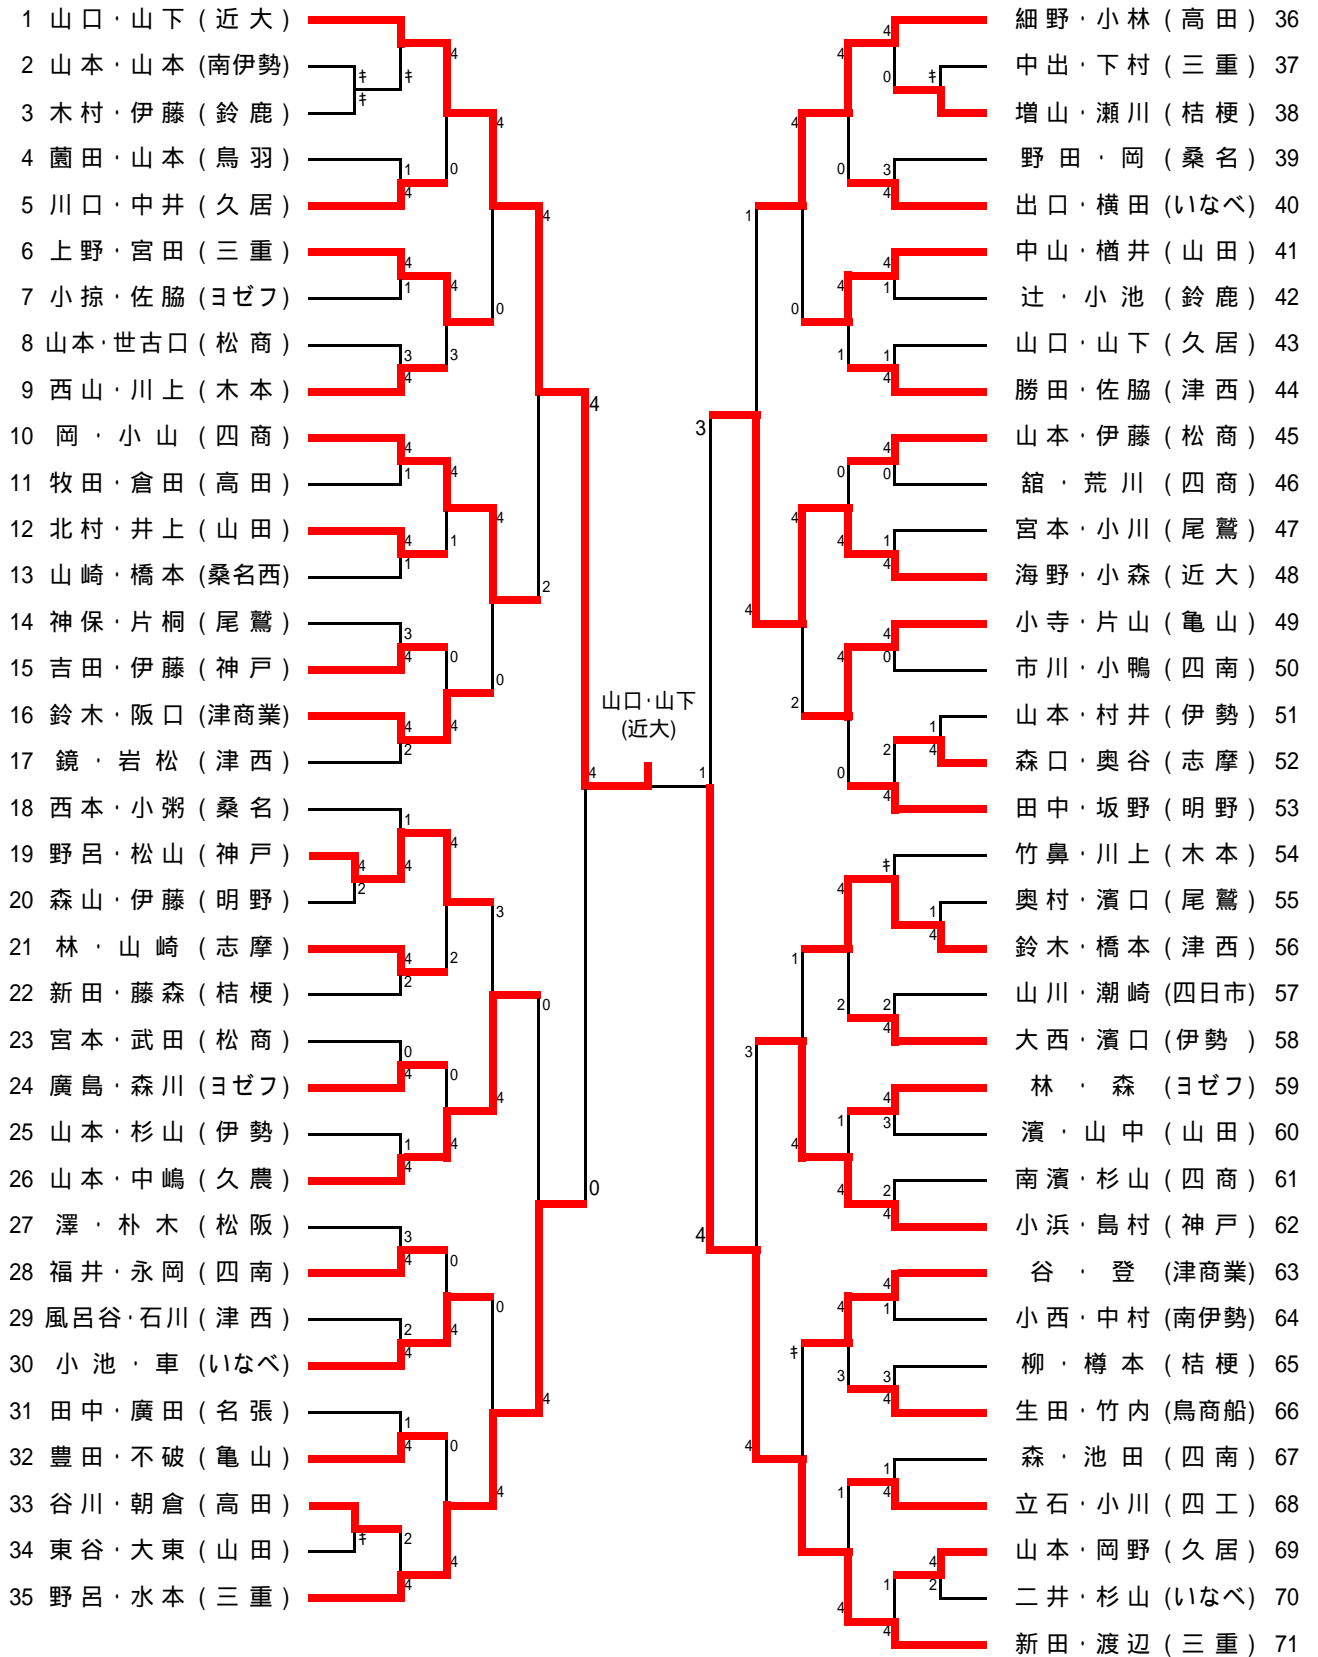 1 山口・山下 (近大)
2 山本・山本 (南伊勢)
3 木村・伊藤 (鈴鹿)
4 薗田・山本 (鳥羽)
5 川口・中井 (久居)
6 上野・宮田 (三重)
7 小掠・佐脇 (ヨゼフ)
8 山本・世古口 (松商)
9 西山・川上 (木本)
10 岡・小山 (四商)
11 牧田・倉田 (高田)
12 北村・井上 (山田)
13 山崎・橋本 (桑名西)
14 神保・片桐 (尾鷲)
15 吉田・伊藤 (神戸)
16 鈴木・阪口 (津商業)
17 鏡・岩松 (津西)
18 西本・小粥 (桑名)
19 野呂・松山 (神戸)
20 森山・伊藤 (明野)
21 林・山崎 (志摩)
22 新田・藤森 (桔梗)
23 宮本・武田 (松商)
24 廣島・森川 (ヨゼフ)
25 山本・杉山 (伊勢)
26 山本・中嶋 (久農)
27 澤・朴木 (松阪)
28 福井・永岡 (四南)
29 風呂谷・石川 (津西)
30 小池・車 (いなべ)
31 田中・廣田 (名張)
32 豊田・不破 (亀山)
33 谷川・朝倉 (高田)
34 東谷・大東 (山田)
35 野呂・水本 (三重)
山口・山下
(近大)
細野・小林 (高田) 36
中出・下村 (三重) 37
増山・瀬川 (桔梗) 38
野田・岡 (桑名) 39
出口・横田 (いなべ) 40
中山・楢井 (山田) 41
辻・小池 (鈴鹿) 42
山口・山下 (久居) 43
勝田・佐脇 (津西) 44
山本・伊藤 (松商) 45
舘・荒川 (四商) 46
宮本・小川 (尾鷲) 47
海野・小森 (近大) 48
小寺・片山 (亀山) 49
市川・小鴨 (四南) 50
山本・村井 (伊勢) 51
森口・奥谷 (志摩) 52
田中・坂野 (明野) 53
竹鼻・川上 (木本) 54
奥村・濱口 (尾鷲) 55
鈴木・橋本 (津西) 56
山川・潮崎 (四日市) 57
大西・濱口 (伊勢 ) 58
林・森 (ヨゼフ) 59
濱・山中 (山田) 60
南濱・杉山 (四商) 61
小浜・島村 (神戸) 62
谷・登 (津商業) 63
小西・中村 (南伊勢) 64
柳・樽本 (桔梗) 65
生田・竹内 (鳥商船) 66
森・池田 (四南) 67
立石・小川 (四工) 68
山本・岡野 (久居) 69
二井・杉山 (いなべ) 70
新田・渡辺 (三重) 71